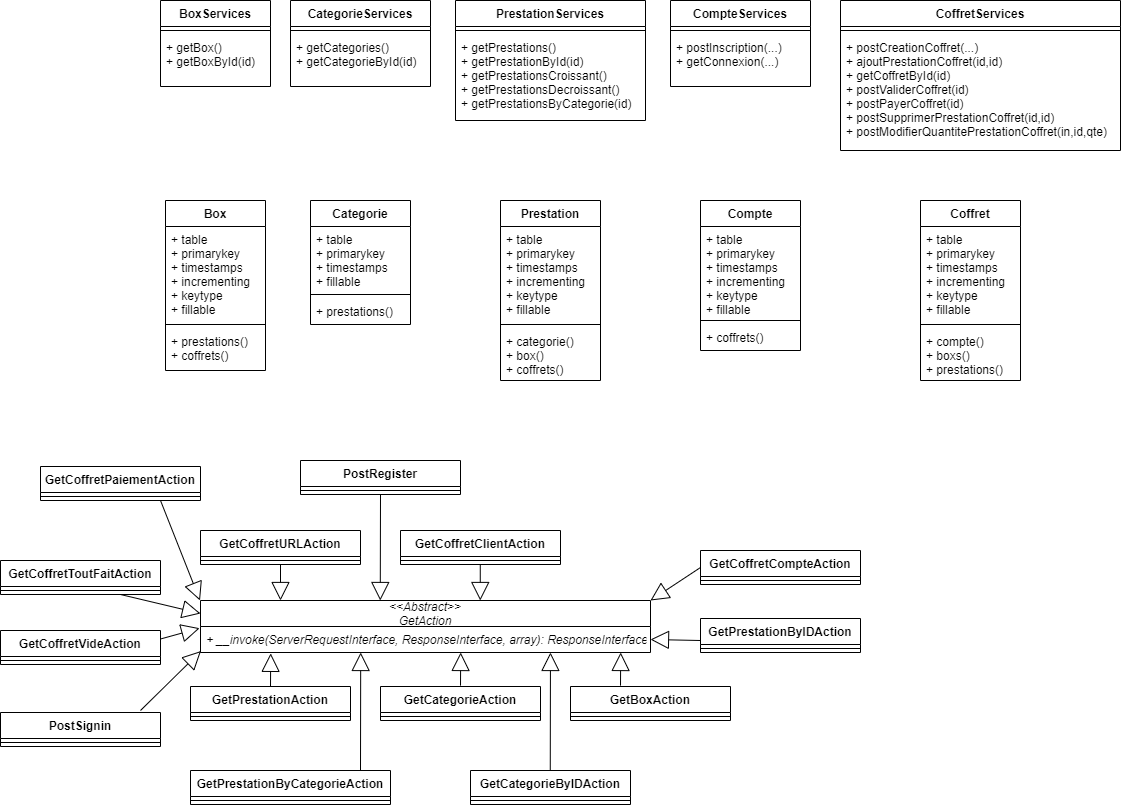 BoxServices
+ getBox()
+ getBoxById(id)
CategorieServices
+ getCategories()
+ getCategorieById(id)
PrestationServices
+ getPrestations()
+ getPrestationById(id)
+ getPrestationsCroissant()
+ getPrestationsDecroissant()
+ getPrestationsByCategorie(id)
CompteServices
+ postInscription(...)
+ getConnexion(...)
CoffretServices
+ postCreationCoffret(...)
+ ajoutPrestationCoffret(id,id)
+ getCoffretById(id)
+ postValiderCoffret(id)
+ postPayerCoffret(id)
+ postSupprimerPrestationCoffret(id,id)
+ postModifierQuantitePrestationCoffret(in,id,qte)
Box
+ table
+ primarykey
+ timestamps
+ incrementing
+ keytype
+ fillable
+ prestations()
+ coffrets()
Categorie
+ table
+ primarykey
+ timestamps
+ fillable
+ prestations()
Prestation
+ table
+ primarykey
+ timestamps
+ incrementing
+ keytype
+ fillable
+ categorie()
+ box()
+ coffrets()
Compte
+ table
+ primarykey
+ timestamps
+ incrementing
+ keytype
+ fillable
+ coffrets()
Coffret
+ table
+ primarykey
+ timestamps
+ incrementing
+ keytype
+ fillable
+ compte()
+ boxs()
+ prestations()
GetCoffretPaiementAction
PostRegister
GetCoffretURLAction
GetCoffretClientAction
GetCoffretToutFaitAction
GetCoffretCompteAction
<<Abstract>>
GetAction
+ __invoke(ServerRequestInterface, ResponseInterface, array): ResponseInterface
GetCoffretVideAction
GetPrestationByIDAction
GetPrestationAction
GetCategorieAction
GetBoxAction
PostSignin
GetPrestationByCategorieAction
GetCategorieByIDAction